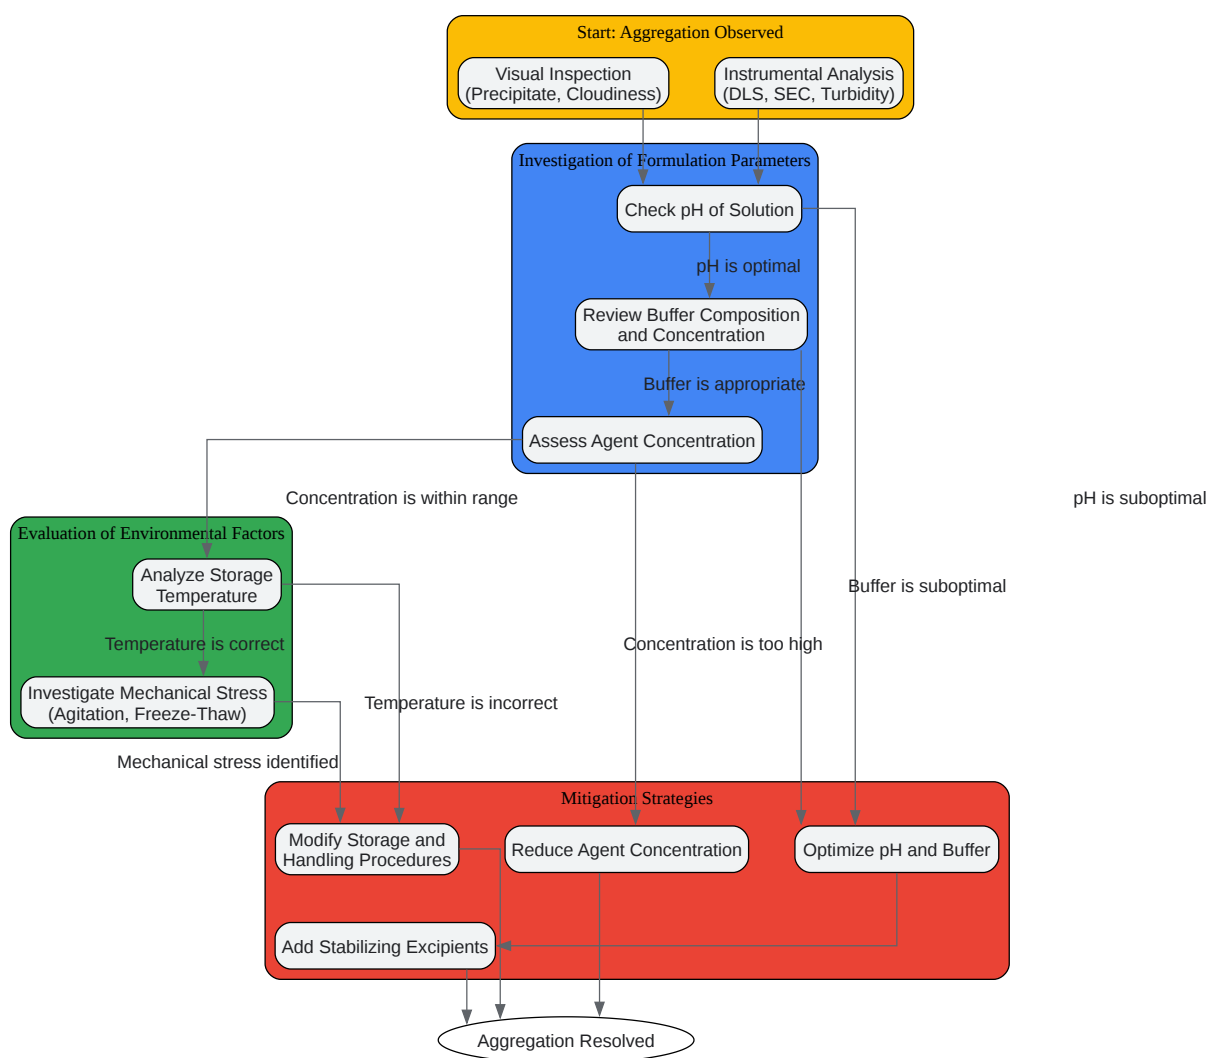 Start: Aggregation Observed
Visual Inspection
(Precipitate, Cloudiness)
Instrumental Analysis
(DLS, SEC, Turbidity)
Investigation of Formulation Parameters
Check pH of Solution
pH is optimal
Review Buffer Composition
and Concentration
Buffer is appropriate
Assess Agent Concentration
Concentration is within range
pH is suboptimal
Evaluation of Environmental Factors
Analyze Storage
Temperature
Buffer is suboptimal
Temperature is correct
Concentration is too high
Investigate Mechanical Stress
(Agitation, Freeze-Thaw)
Temperature is incorrect
Mechanical stress identified
Mitigation Strategies
Modify Storage and
Handling Procedures
Reduce Agent Concentration
Optimize pH and Buffer
Add Stabilizing Excipients
Aggregation Resolved